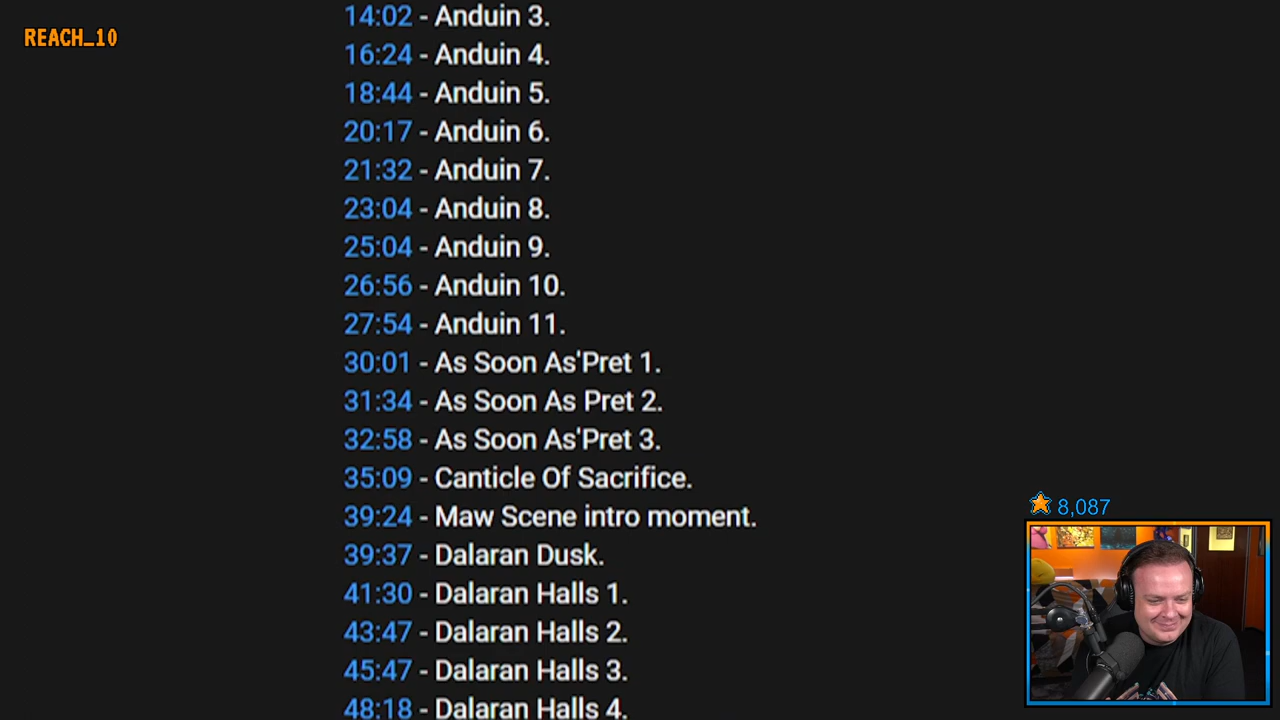 REACH_10
14:02 - Anduin 3.
16:24 - Anduin 4.
18:44 - Anduin 5.
20:17 - Anduin 6.
21:32 - Anduin 7.
23:04 - Anduin 8.
25:04 - Anduin 9.
26:56 - Anduin 10.
27:54 - Anduin 11.
30:01 - As Soon As'Pret 1.
31:34 - As Soon As Pret 2.
32:58 - As Soon As'Pret 3.
35:09 - Canticle Of Sacrifice.
39:24 - Maw Scene intro moment.
39:37 - Dalaran Dusk.
41:30 - Dalaran Halls 1.
43:47 - Dalaran Halls 2.
45:47 - Dalaran Halls 3.
48:18 - Dalaran Halls 4.
8,087